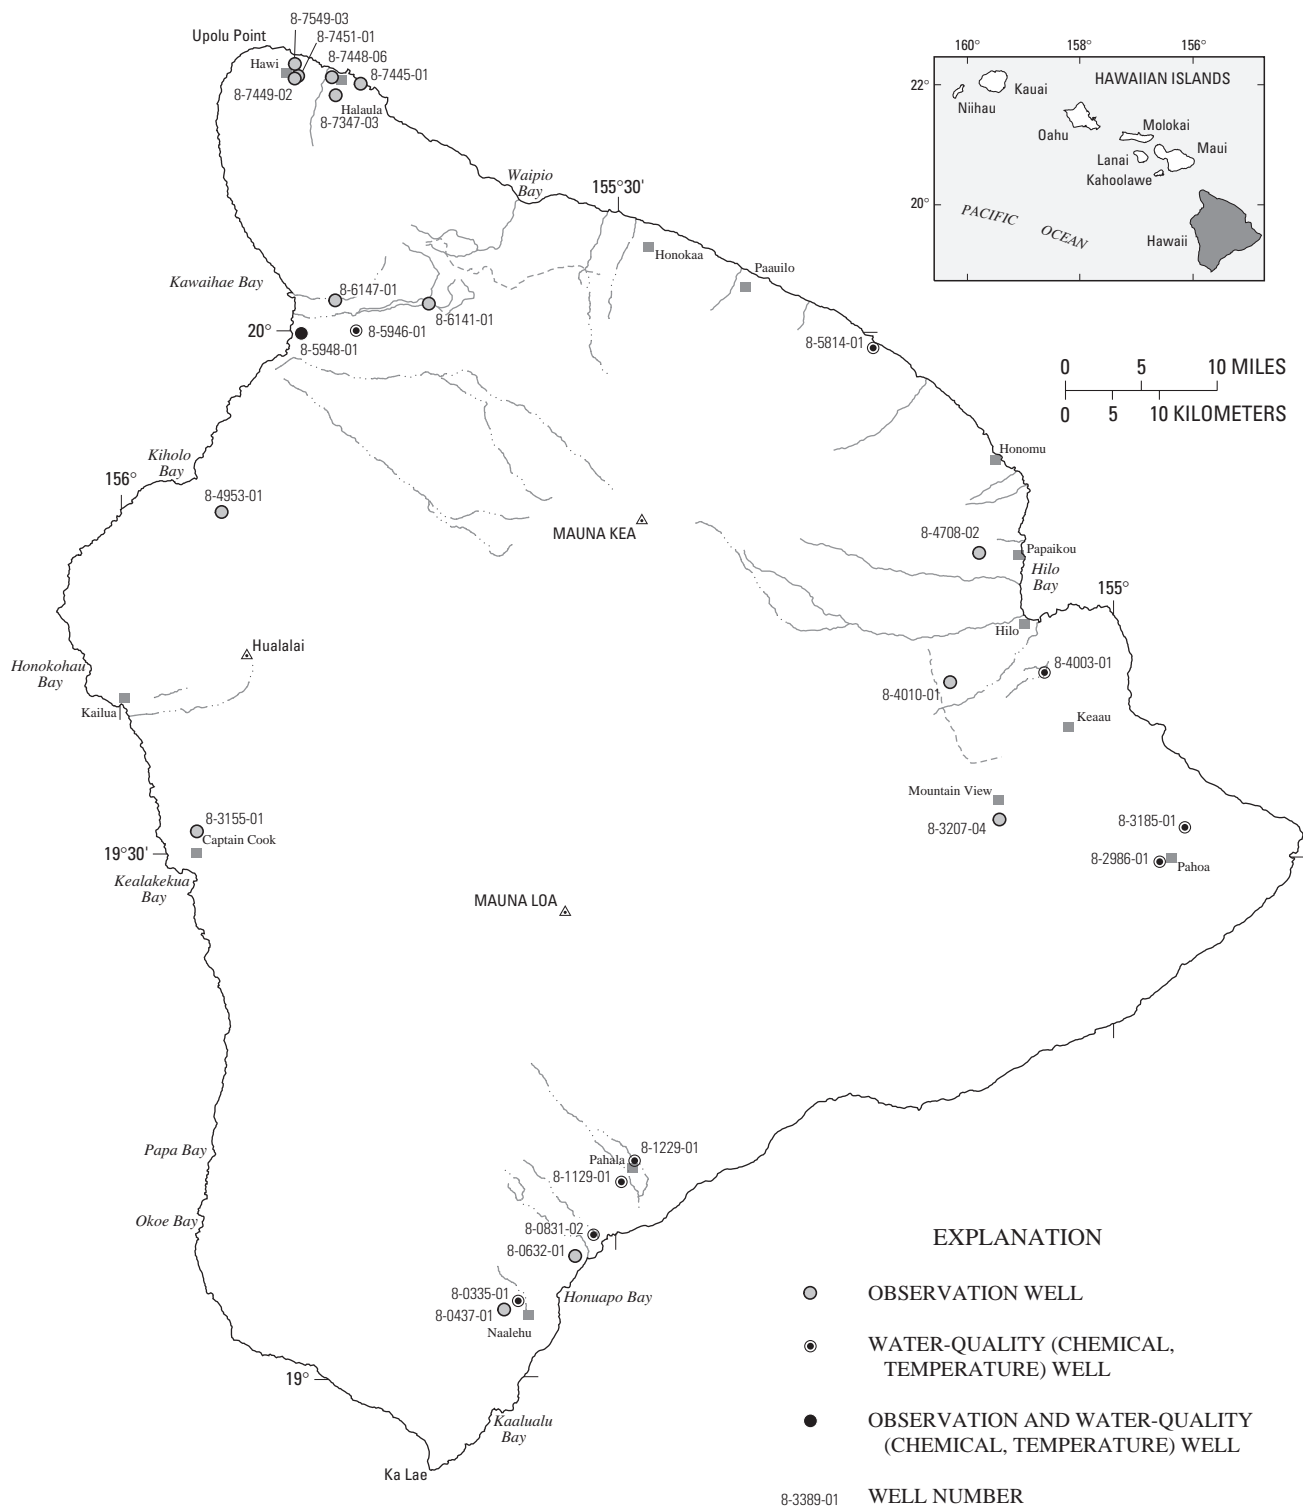 8-7549-03
8-7451-01
Upolu Point
8-7448-06
Hawi
8-7445-01
8-7449-02
Halaula
8-7347-03
160°
158°
156°
HAWAIIAN ISLANDS
22°
Kauai
Niihau
Oahu
Molokai
Maui
Lanai
Kahoolawe
20°
PACIFIC
OCEAN
Hawaii
Waipio
Bay
155°30'
Honokaa
Paauilo
Kawaihae Bay
8-6147-01
8-6141-01
20°
8-5946-01
8-5948-01
8-5814-01
0 5 10 MILES
0 5 10 KILOMETERS
Kiholo
Bay
Honomu
156°
8-4953-01
MAUNA KEA
8-4708-02
Papaikou
Hilo
Bay
155°
Hilo
Hualalai
Honokohau
Bay
8-4003-01
8-4010-01
Kailua
Keaau
Mountain View
8-3155-01
Captain Cook
8-3207-04
8-3185-01
19°30'
8-2986-01
Pahoa
Kealakekua
Bay
MAUNA LOA
Papa Bay
8-1229-01
Pahala
8-1129-01
Okoe Bay
8-0831-02
8-0632-01
8-0335-01
Honuapo Bay
8-0437-01
Naalehu
19°
Kaalualu
Bay
Ka Lae
EXPLANATION
OBSERVATION WELL
WATER-QUALITY (CHEMICAL,
TEMPERATURE) WELL
OBSERVATION AND WATER-QUALITY
(CHEMICAL, TEMPERATURE) WELL
8-3389-01 WELL NUMBER